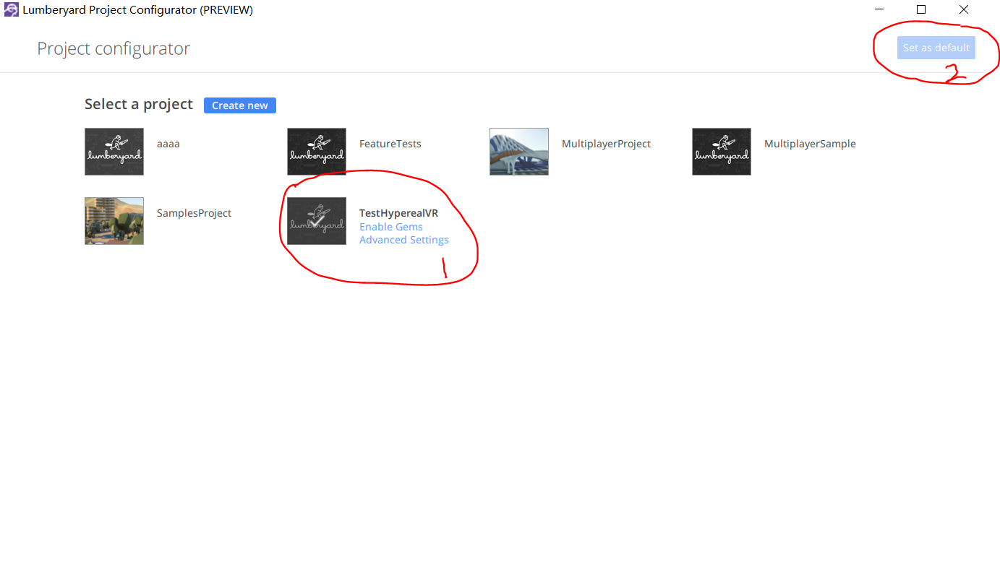 Lumberyard Project Configurator (PREVIEW)
Project configurator
Set as default
2
Select a project
Create new
lumberyard
aaaa
lumberyard
FeatureTests
MultiplayerProject
lumberyard
MultiplayerSample
SamplesProject
lumberyard
TestHyperealVR
Enable Gems
Advanced Settings
1